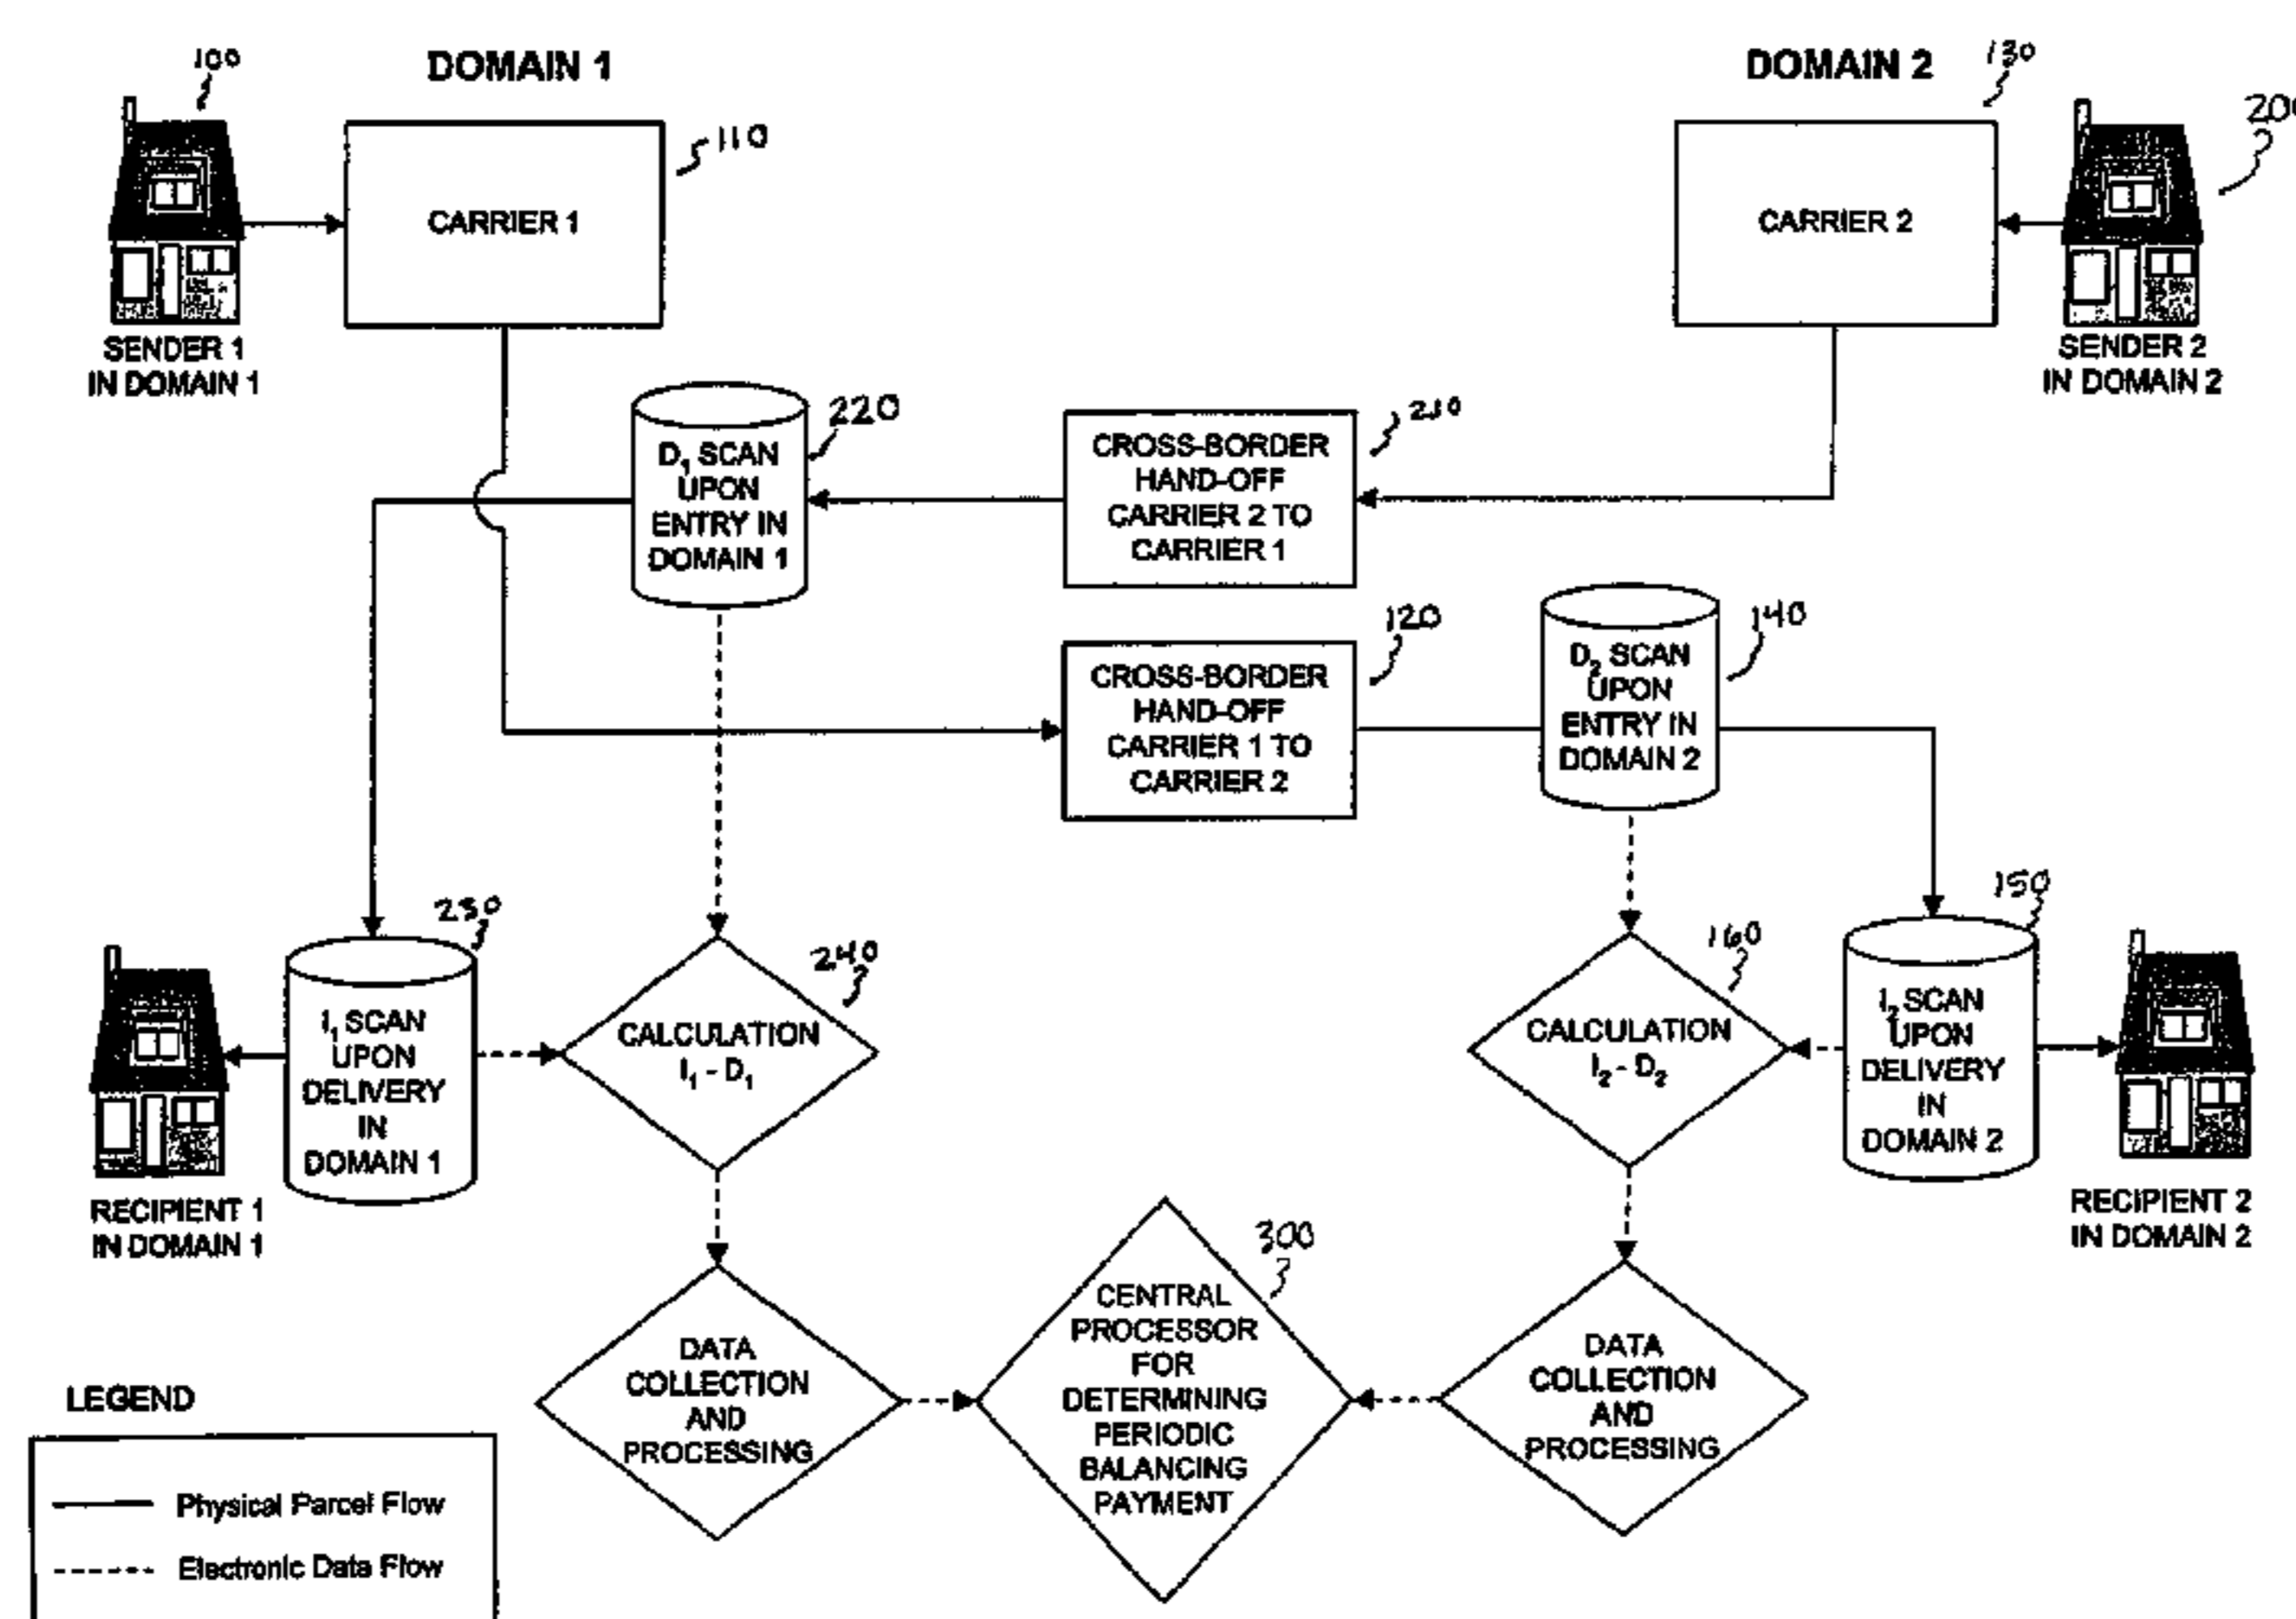 100
DOMAIN 1
110
CARRIER 1
SENDER 1
IN DOMAIN 1
DOMAIN 2
130
200
CARRIER 2
SENDER 2
IN DOMAIN 2
220
D1 SCAN
UPON
ENTRY IN
DOMAIN 1
210
CROSS-BORDER
HAND-OFF
CARRIER 2 TO
CARRIER 1
120
CROSS-BORDER
HAND-OFF
CARRIER 1 TO
CARRIER 2
140
D2 SCAN
UPON
ENTRY IN
DOMAIN 2
230
I1 SCAN
UPON
DELIVERY
IN
DOMAIN 1
RECIPIENT 1
IN DOMAIN 1
240
CALCULATION
I1 - D1
160
CALCULATION
I2 - D2
150
I2 SCAN
UPON
DELIVERY
IN
DOMAIN 2
RECIPIENT 2
IN DOMAIN 2
DATA
COLLECTION
AND
PROCESSING
300
CENTRAL
PROCESSOR
FOR
DETERMINING
PERIODIC
BALANCING
PAYMENT
DATA
COLLECTION
AND
PROCESSING
LEGEND
Physical Parcel Flow
Electronic Data Flow